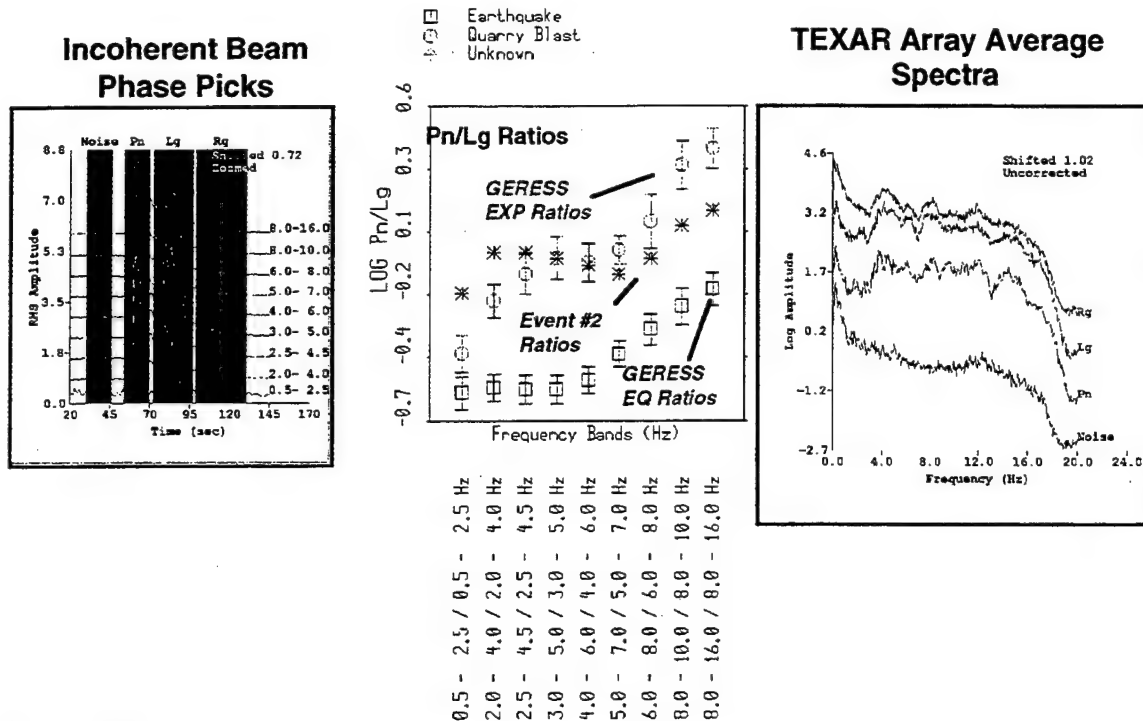 Incoherent Beam
Phase Picks
Noise Pn Lg Rg
Shifted 0.72
Zormed
8.8
7.0
5.3
3.5
1.8
0.0
RMS Amplitude
8.0-16.0
8.0-10.0
6.0- 8.0
5.0- 7.0
4.0- 6.0
3.0- 5.0
2.5- 4.5
2.0- 4.0
0.5- 2.5
20 45 70 95 120 145 170
Time (sec)
Earthquake
Quarry Blast
Unknown
Pn/Lg Ratios
LOG Pn/Lg
0.6
0.3
0.1
-0.2
-0.4
-0.7
GERESS
EXP Ratios
Event #2
Ratios
GERESS
EQ Ratios
Frequency Bands (Hz)
0.5 - 2.5 / 0.5 - 2.5 Hz
2.0 - 4.0 / 2.0 - 4.0 Hz
2.5 - 4.5 / 2.5 - 4.5 Hz
3.0 - 5.0 / 3.0 - 5.0 Hz
4.0 - 6.0 / 4.0 - 6.0 Hz
5.0 - 7.0 / 5.0 - 7.0 Hz
6.0 - 8.0 / 6.0 - 8.0 Hz
8.0 - 10.0 / 8.0 - 10.0 Hz
8.0 - 16.0 / 8.0 - 16.0 Hz
TEXAR Array Average
Spectra
Shifted 1.02
Uncorrected
4.6
3.2
1.7
0.2
-1.2
-2.7
Log Amplitude
Rg
Lg
Pn
Noise
0.0 4.0 8.0 12.0 16.0 20.0 24.0
Frequency (Hz)